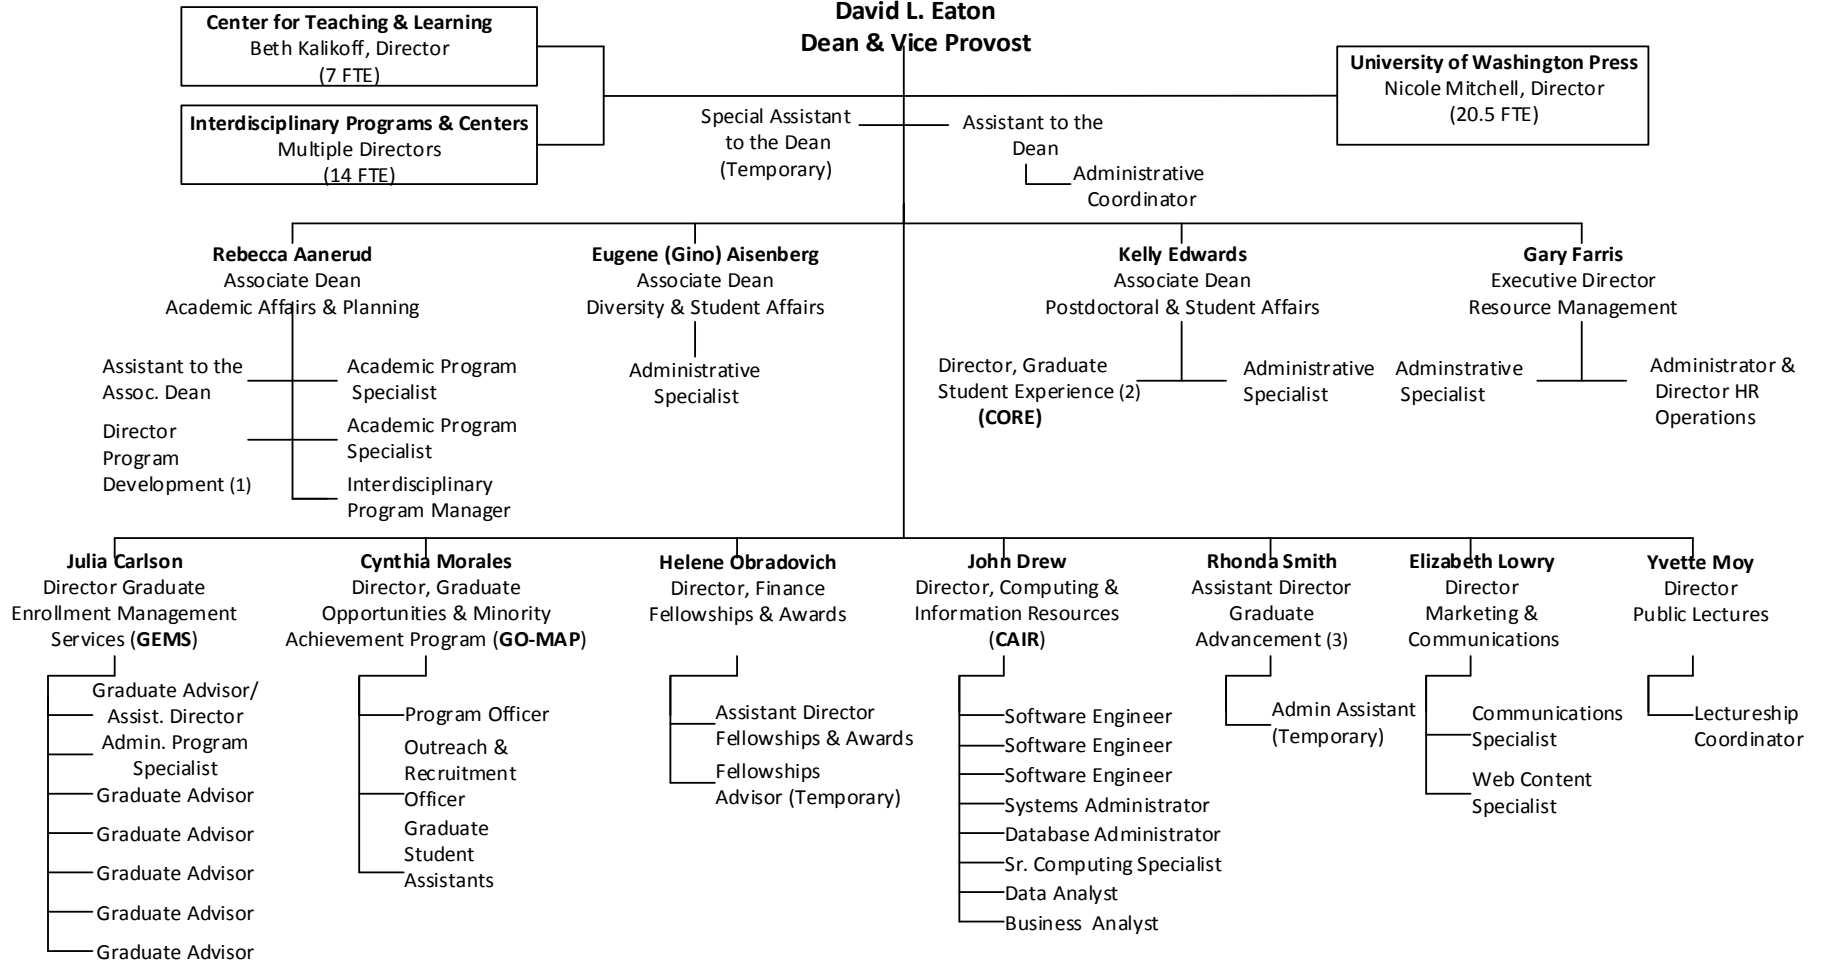 David L. Eaton
Dean & Vice Provost
Center for Teaching & Learning
Beth Kalikoff, Director
(7 FTE)
Interdisciplinary Programs & Centers
Multiple Directors
(14 FTE)
University of Washington Press
Nicole Mitchell, Director
(20.5 FTE)
Special Assistant
to the Dean
(Temporary)
Assistant to the
Dean
Administrative
Coordinator
Rebecca Aanerud
Associate Dean
Academic Affairs & Planning
Assistant to the
Assoc. Dean
Director
Program
Development (1)
Academic Program
Specialist
Academic Program
Specialist
Interdisciplinary
Program Manager
Eugene (Gino) Aisenberg
Associate Dean
Diversity & Student Affairs
Administrative
Specialist
Kelly Edwards
Associate Dean
Postdoctoral & Student Affairs
Director, Graduate
Student Experience (2)
(CORE)
Administrative
Specialist
Gary Farris
Executive Director
Resource Management
Adminstrative
Specialist
Administrator &
Director HR
Operations
Julia Carlson
Director Graduate
Enrollment Management
Services (GEMS)
Graduate Advisor/
Assist. Director
Admin. Program
Specialist
Graduate Advisor
Graduate Advisor
Graduate Advisor
Graduate Advisor
Graduate Advisor
Cynthia Morales
Director, Graduate
Opportunities & Minority
Achievement Program (GO-MAP)
Program Officer
Outreach &
Recruitment
Officer
Graduate
Student
Assistants
Helene Obradovich
Director, Finance
Fellowships & Awards
Assistant Director
Fellowships & Awards
Fellowships
Advisor (Temporary)
John Drew
Director, Computing &
Information Resources
(CAIR)
Software Engineer
Software Engineer
Software Engineer
Systems Administrator
Database Administrator
Sr. Computing Specialist
Data Analyst
Business Analyst
Rhonda Smith
Assistant Director
Graduate
Advancement (3)
Admin Assistant
(Temporary)
Elizabeth Lowry
Director
Marketing &
Communications
Communications
Specialist
Web Content
Specialist
Yvette Moy
Director
Public Lectures
Lectureship
Coordinator